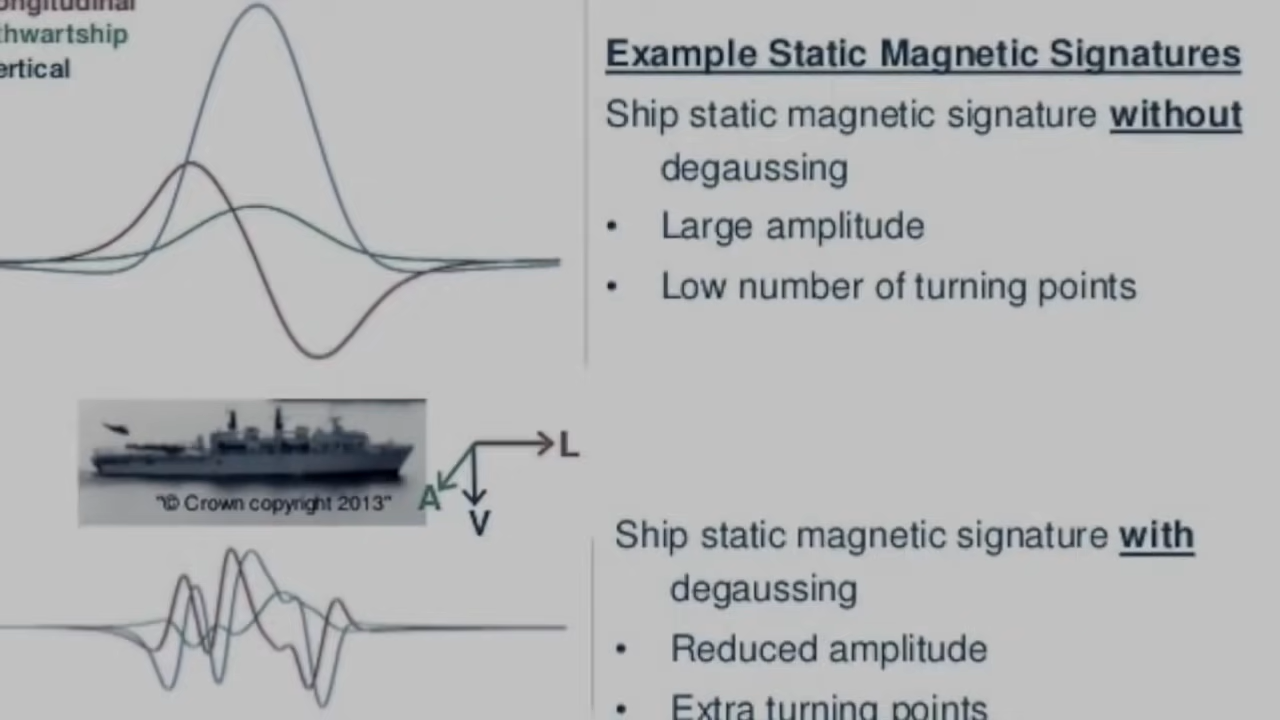 ongitudinal
thwartship
ertical
Example Static Magnetic Signatures
Ship static magnetic signature without
degaussing
• Large amplitude
• Low number of turning points
L
A
V
"© Crown copyright 2013"
Ship static magnetic signature with
degaussing
• Reduced amplitude
• Extra turning points